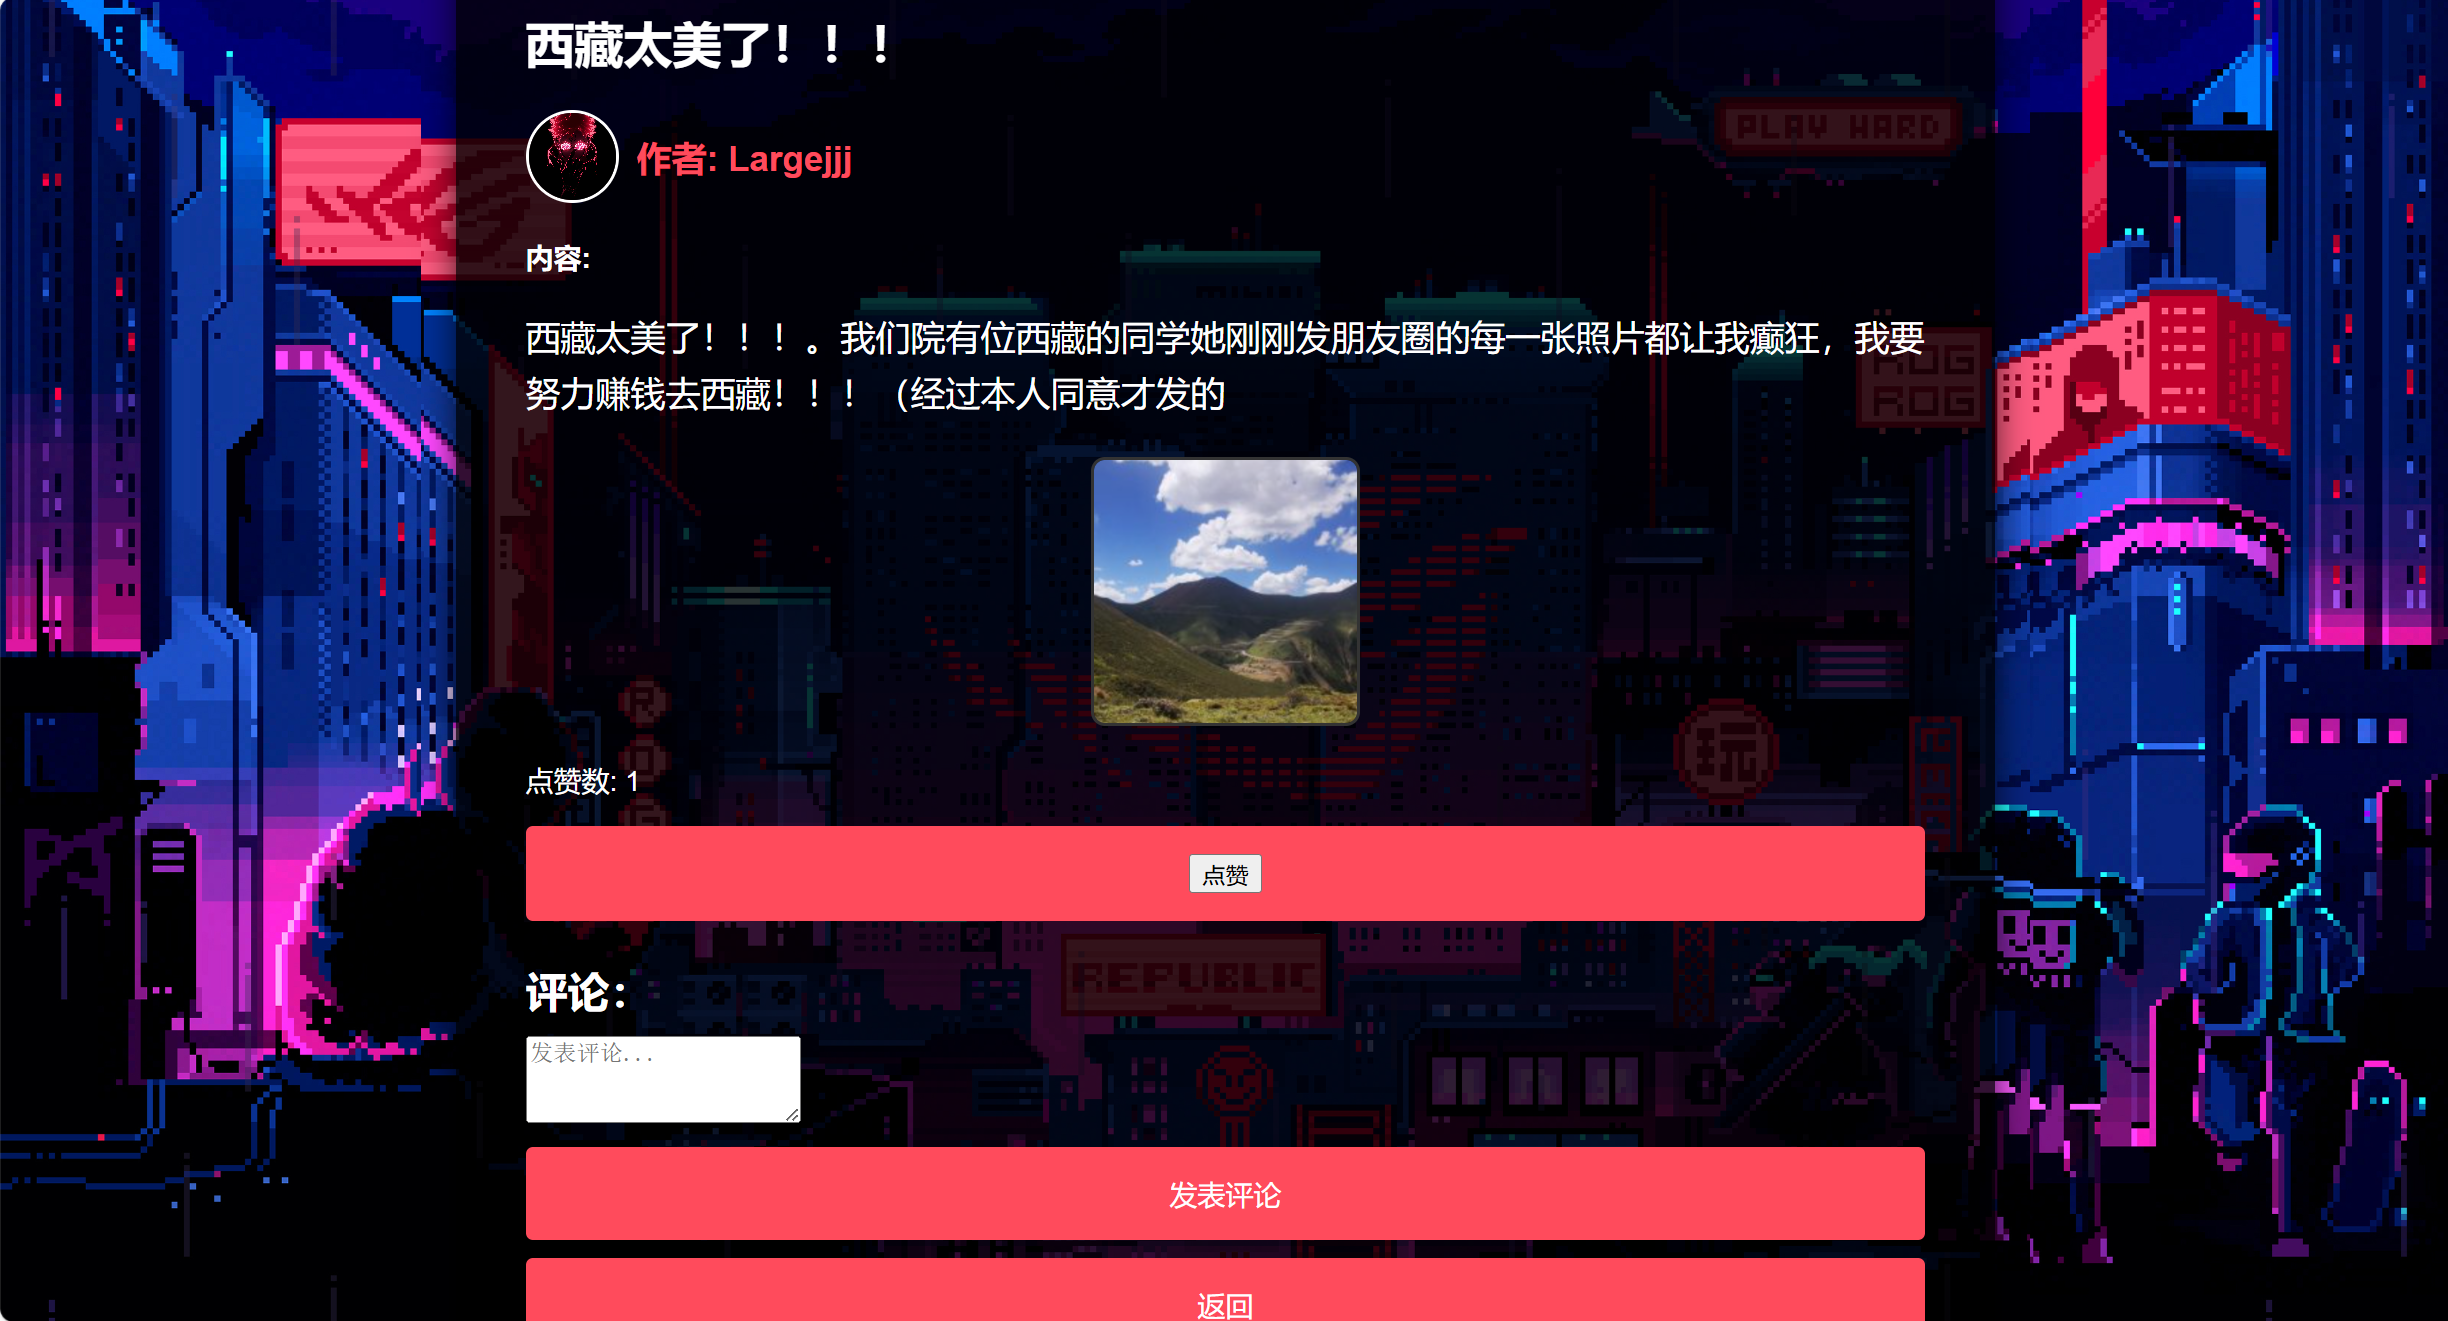 西藏太美了！！！
PLAY HARD
作者: Largejjj
内容:
西藏太美了！！！。我们院有位西藏的同学她刚刚发朋友圈的每一张照片都让我癫狂，我要
努力赚钱去西藏！！！（经过本人同意才发的
ROG
ROG
R
O
G
玩
点赞数: 1
点赞
REPUBLIC
评论：
发表评论...
发表评论
返回